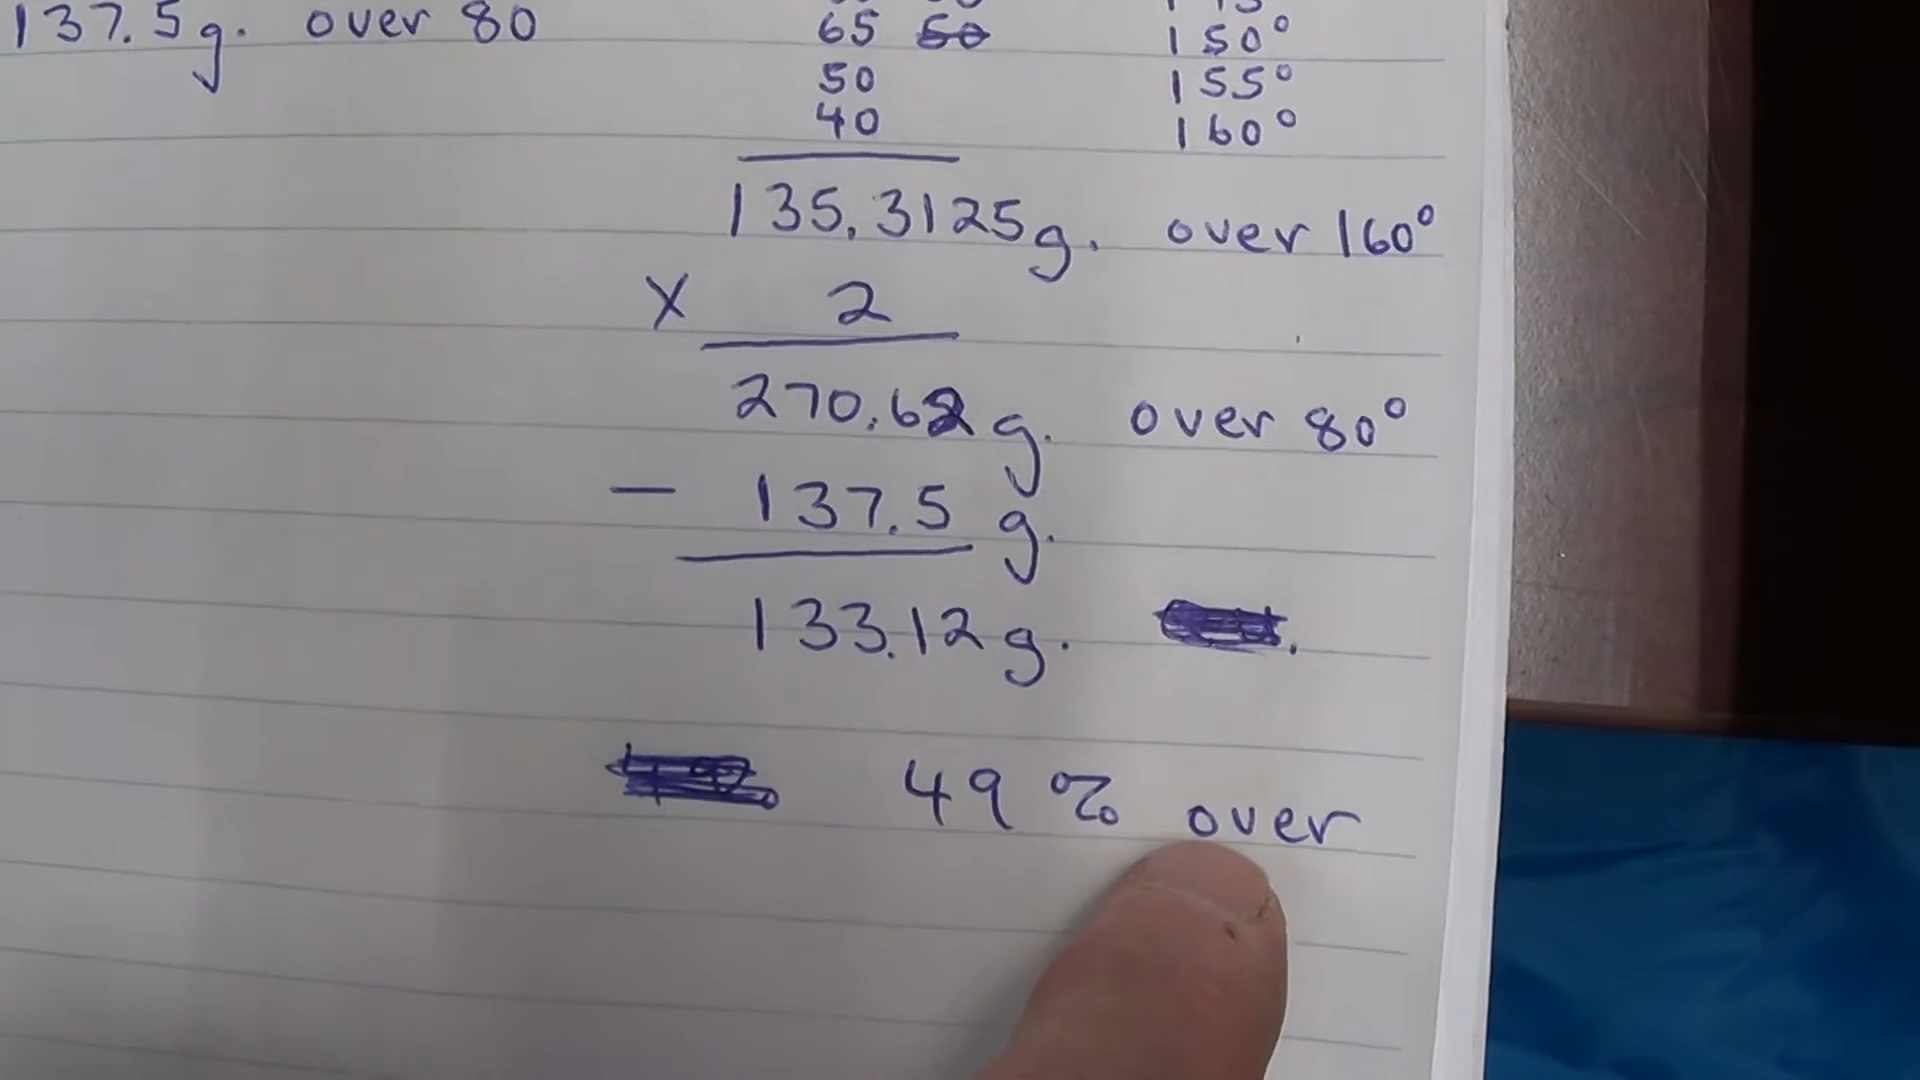 137.5g. over 80
65 50 150°
50 155°
40 160°
135.3125g. over 160°
X 2
270.62g. over 80°
— 137.5 g.
133.12g.
49% over